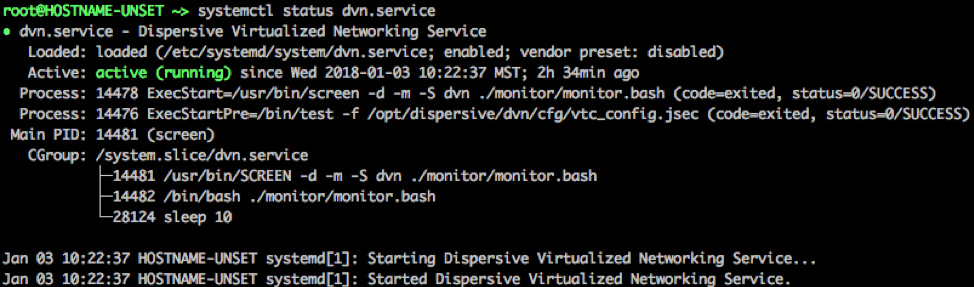 root@HOSTNAME-UNSET ~> systemctl status dvn.service
● dvn.service - Dispersive Virtualized Networking Service
Loaded: loaded (/etc/systemd/system/dvn.service; enabled; vendor preset: disabled)
Active: active (running) since Wed 2018-01-03 10:22:37 MST; 2h 34min ago
Process: 14478 ExecStart=/usr/bin/screen -d -m -S dvn ./monitor/monitor.bash (code=exited, status=0/SUCCESS)
Process: 14476 ExecStartPre=/bin/test -f /opt/dispersive/dvn/cfg/vtc_config.jsec (code=exited, status=0/SUCCESS)
Main PID: 14481 (screen)
CGroup: /system.slice/dvn.service
├─14481 /usr/bin/SCREEN -d -m -S dvn ./monitor/monitor.bash
├─14482 /bin/bash ./monitor/monitor.bash
└─28124 sleep 10
Jan 03 10:22:37 HOSTNAME-UNSET systemd[1]: Starting Dispersive Virtualized Networking Service...
Jan 03 10:22:37 HOSTNAME-UNSET systemd[1]: Started Dispersive Virtualized Networking Service.